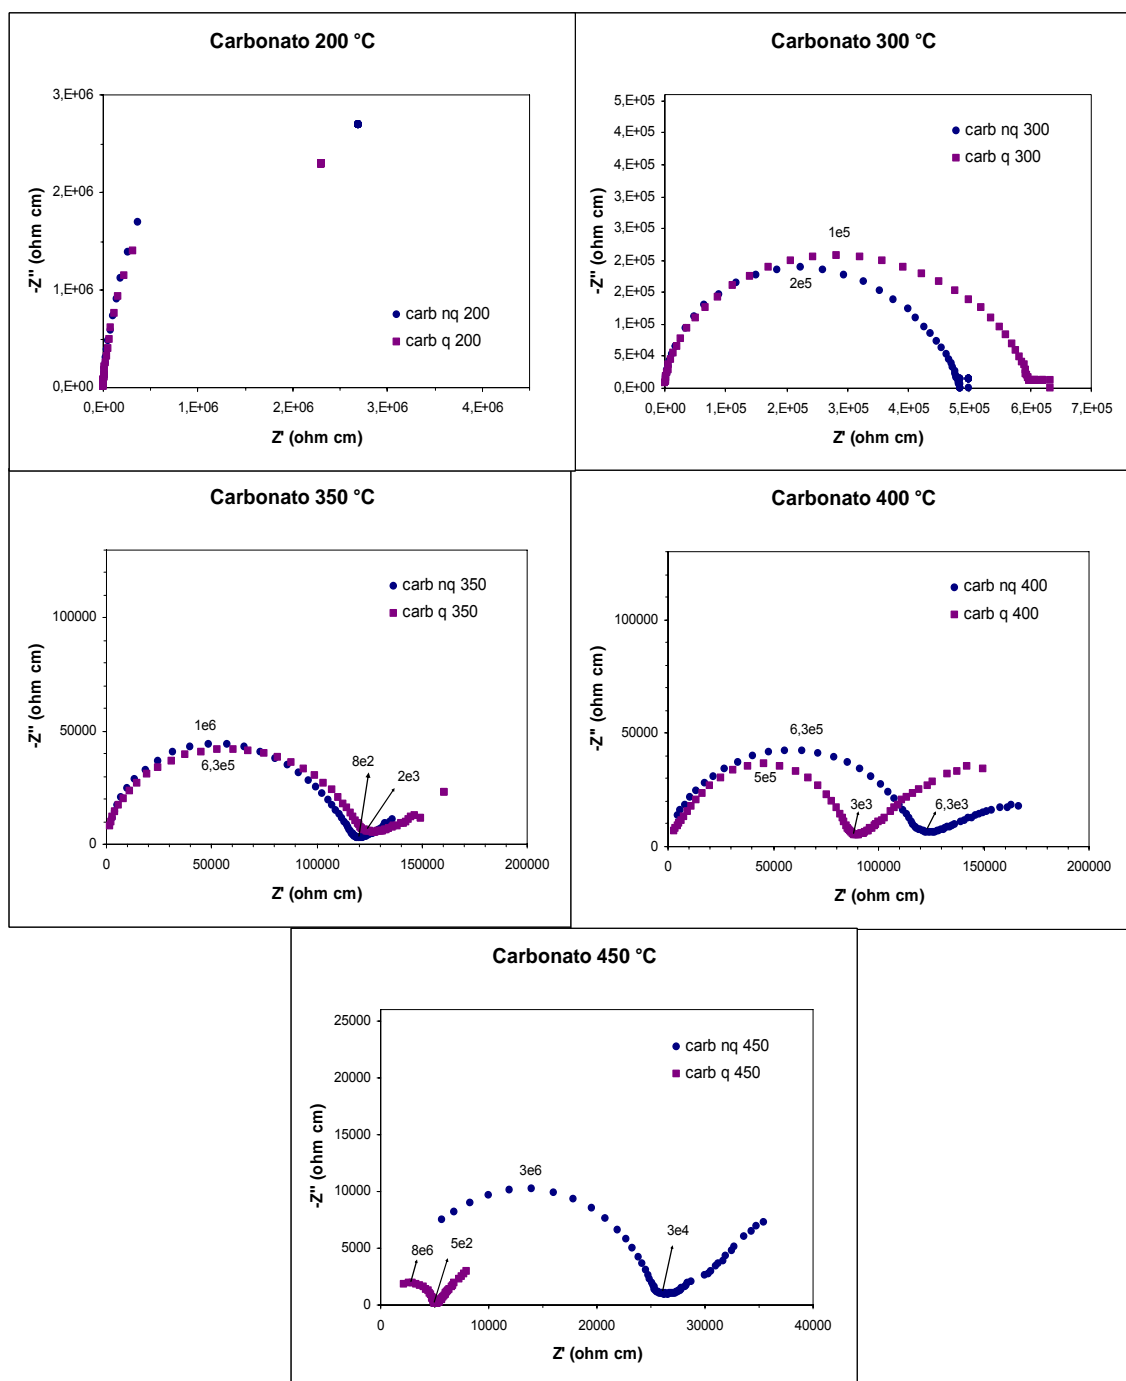 Carbonato 200 °C
3,E+06
2,E+06
1,E+06
0,E+00
-Z'' (ohm cm)
carb nq 200
carb q 200
0,E+00 1,E+06 2,E+06 3,E+06 4,E+06
Z' (ohm cm)
Carbonato 300 °C
5,E+05
4,E+05
4,E+05
3,E+05
3,E+05
2,E+05
2,E+05
1,E+05
5,E+04
0,E+00
-Z'' (ohm cm)
carb nq 300
carb q 300
1e5
2e5
0,E+00 1,E+05 2,E+05 3,E+05 4,E+05 5,E+05 6,E+05 7,E+05
Z' (ohm cm)
Carbonato 350 °C
100000
50000
0
-Z'' (ohm cm)
carb nq 350
carb q 350
1e6
6,3e5
8e2
2e3
0 50000 100000 150000 200000
Z' (ohm cm)
Carbonato 400 °C
100000
50000
0
-Z'' (ohm cm)
carb nq 400
carb q 400
6,3e5
5e5
3e3
6,3e3
0 50000 100000 150000 200000
Z' (ohm cm)
Carbonato 450 °C
25000
20000
15000
10000
5000
0
-Z'' (ohm cm)
carb nq 450
carb q 450
3e6
8e6
5e2
3e4
0 10000 20000 30000 40000
Z' (ohm cm)